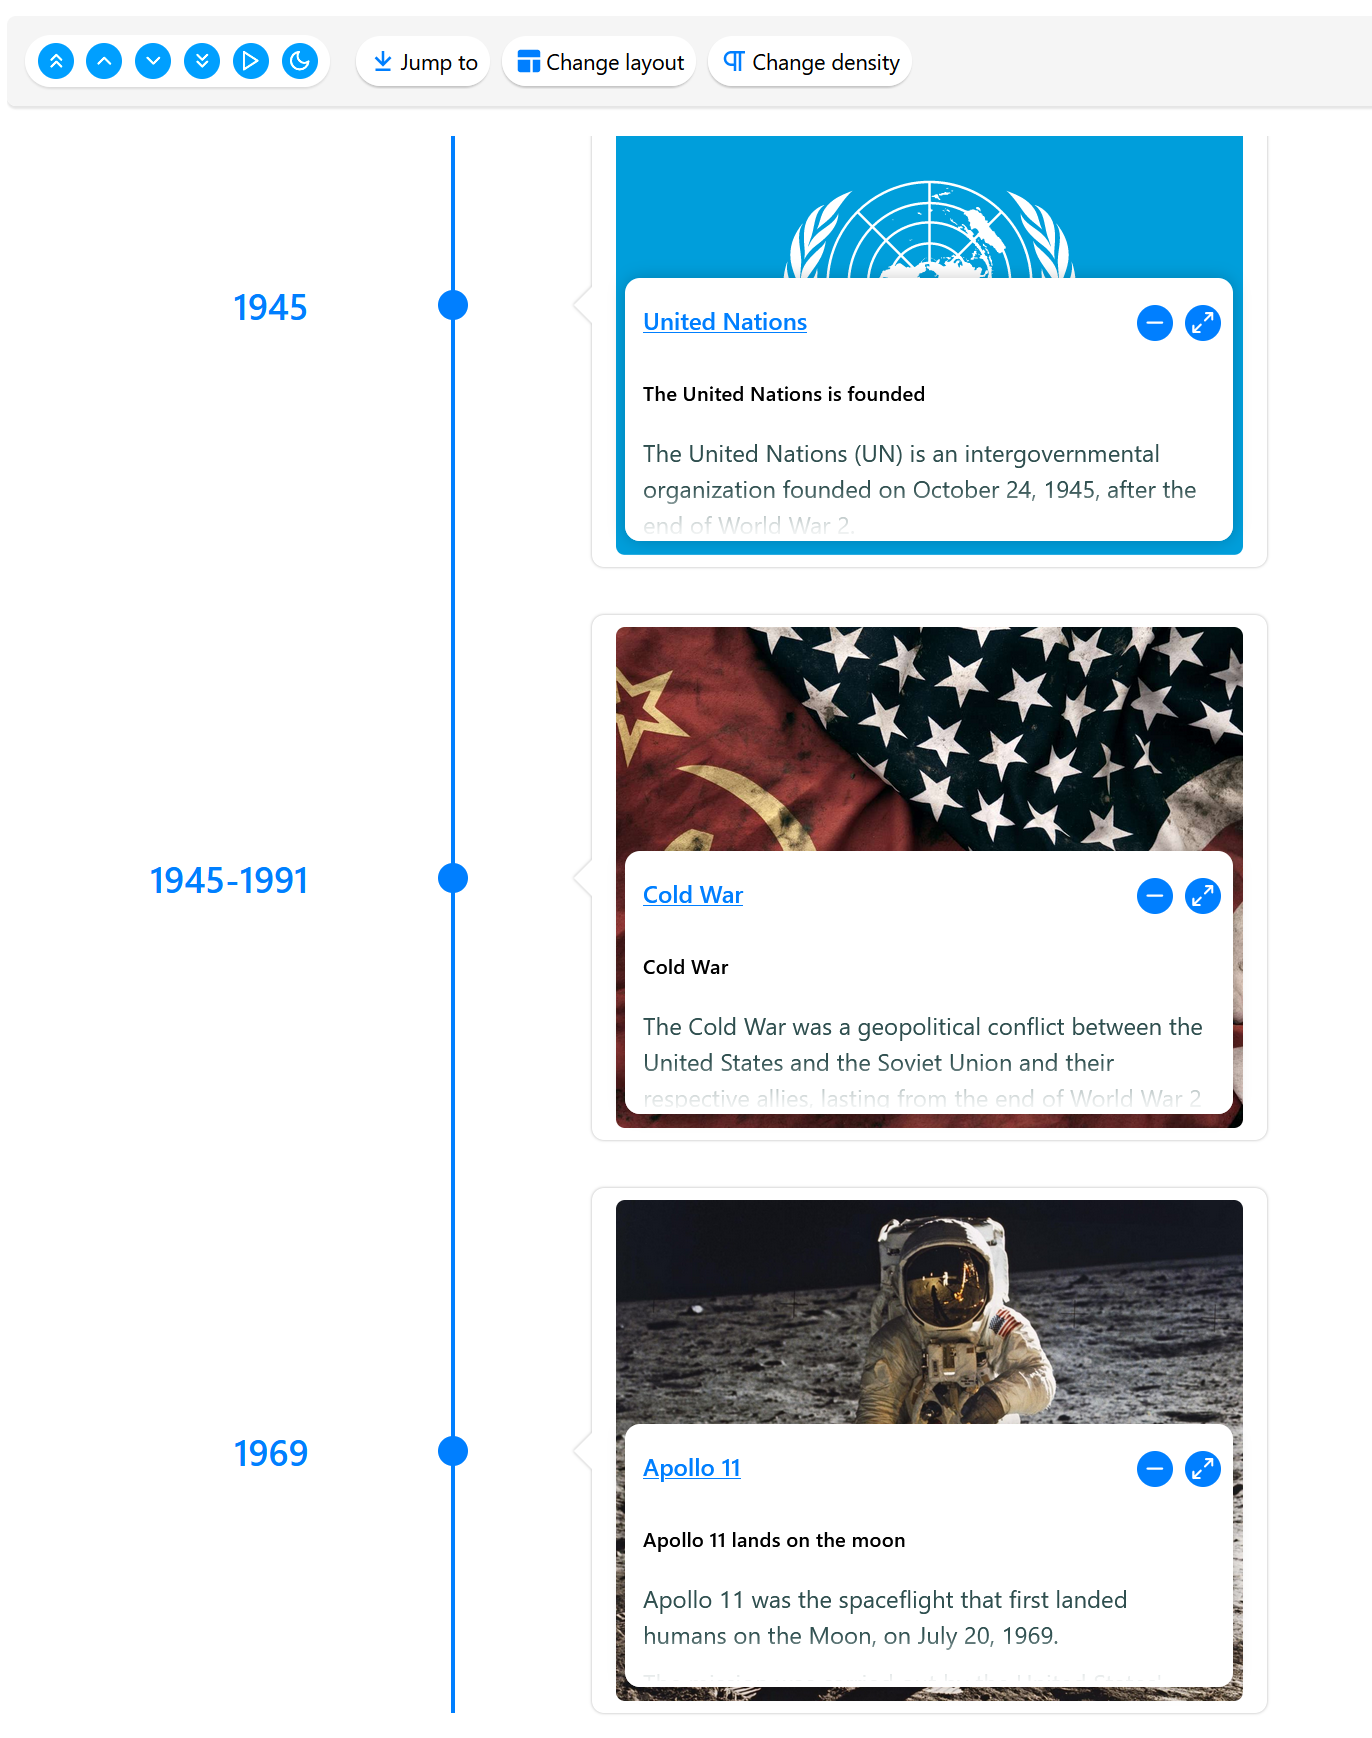 Jump to
Change layout
Change density
1945
United Nations
The United Nations is founded
The United Nations (UN) is an intergovernmental
organization founded on October 24, 1945, after the
end of World War 2.
1945-1991
Cold War
Cold War
The Cold War was a geopolitical conflict between the
United States and the Soviet Union and their
respective allies, lasting from the end of World War 2
1969
Apollo 11
Apollo 11 lands on the moon
Apollo 11 was the spaceflight that first landed
humans on the Moon, on July 20, 1969.